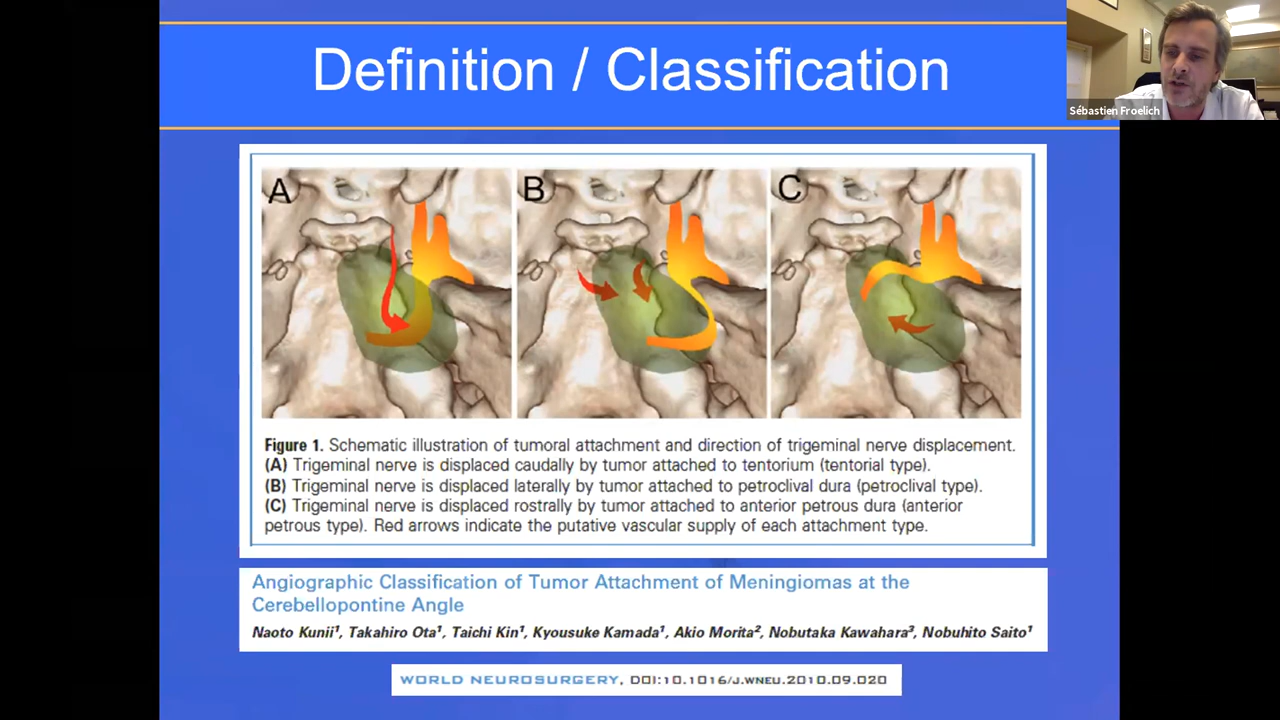 Definition / Classification
Sébastien Froelich
A
B
C
Figure 1. Schematic illustration of tumoral attachment and direction of trigeminal nerve displacement.
(A) Trigeminal nerve is displaced caudally by tumor attached to tentorium (tentorial type).
(B) Trigeminal nerve is displaced laterally by tumor attached to petroclival dura (petroclival type).
(C) Trigeminal nerve is displaced rostrally by tumor attached to anterior petrous dura (anterior
petrous type). Red arrows indicate the putative vascular supply of each attachment type.
Angiographic Classification of Tumor Attachment of Meningiomas at the
Cerebellopontine Angle
Naoto Kunii¹, Takahiro Ota¹, Taichi Kin¹, Kyousuke Kamada¹, Akio Morita², Nobutaka Kawahara³, Nobuhito Saito¹
WORLD NEUROSURGERY, DOI:10.1016/J.WNEU.2010.09.020